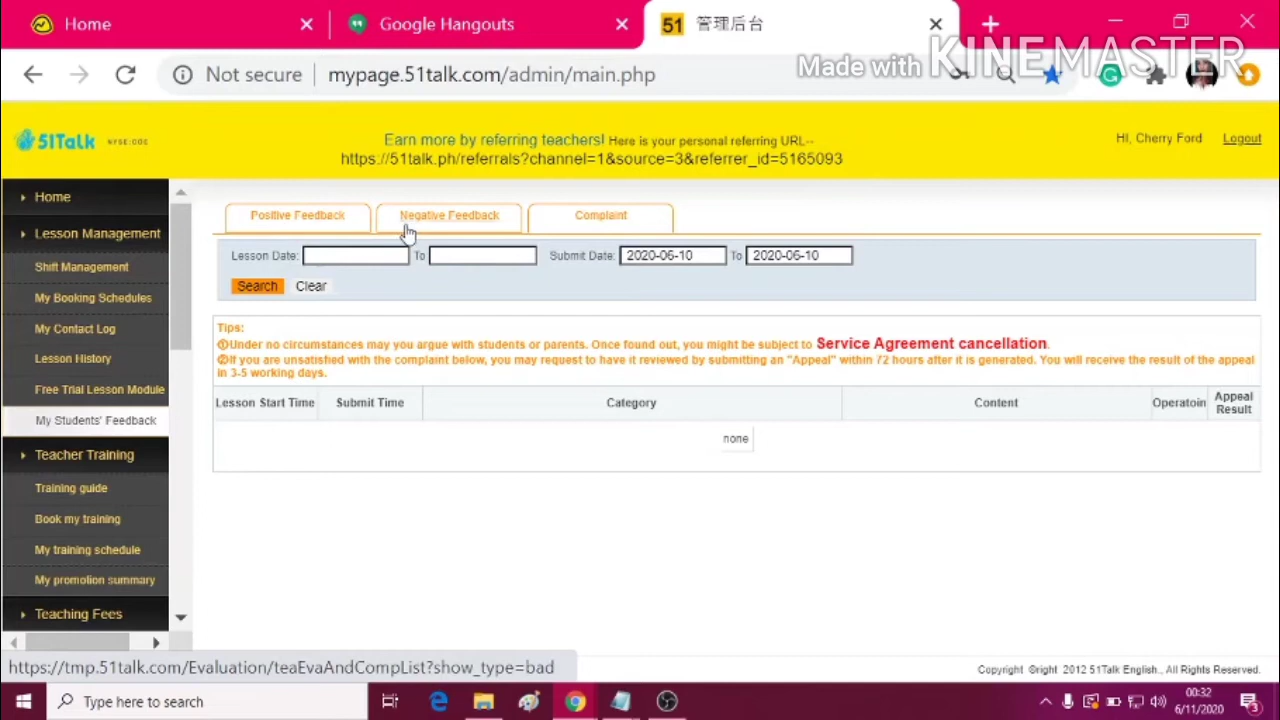 Home
Google Hangouts
51 管理后台
Made with KINEMASTER
Not secure mypage.51talk.com/admin/main.php
51Talk NYSE:COE
Earn more by referring teachers! Here is your personal referring URL--
https://51talk.ph/referrals?channel=1&source=3&referrer_id=5165093
HI, Cherry Ford Logout
Home
Lesson Management
Shift Management
My Booking Schedules
My Contact Log
Lesson History
Free Trial Lesson Module
My Students' Feedback
Teacher Training
Training guide
Book my training
My training schedule
My promotion summary
Teaching Fees
Positive Feedback Negative Feedback Complaint
Lesson Date: To Submit Date: 2020-06-10 To 2020-06-10
Search Clear
Tips:
①Under no circumstances may you argue with students or parents. Once found out, you might be subject to Service Agreement cancellation.
②If you are unsatisfied with the complaint below, you may request to have it reviewed by submitting an "Appeal" within 72 hours after it is generated. You will receive the result of the appeal
in 3-5 working days.
Lesson Start Time Submit Time Category Content Operatoin Appeal Result
none
https://tmp.51talk.com/Evaluation/teaEvaAndCompList?show_type=bad
Copyright ©right 2012 51Talk English., All Rights Reserved.
Type here to search
00:32
6/11/2020
3